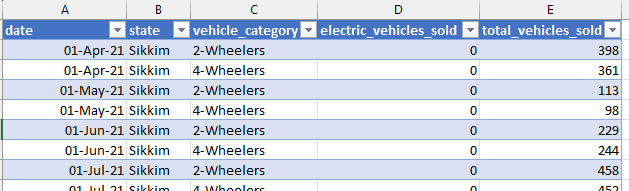 A B C D E
date state vehicle_category electric_vehicles_sold total_vehicles_sold
01-Apr-21 Sikkim 2-Wheelers 0 398
01-Apr-21 Sikkim 4-Wheelers 0 361
01-May-21 Sikkim 2-Wheelers 0 113
01-May-21 Sikkim 4-Wheelers 0 98
01-Jun-21 Sikkim 2-Wheelers 0 229
01-Jun-21 Sikkim 4-Wheelers 0 244
01-Jul-21 Sikkim 2-Wheelers 0 458
01-Jul-21 Sikkim 4-Wheelers 0 452